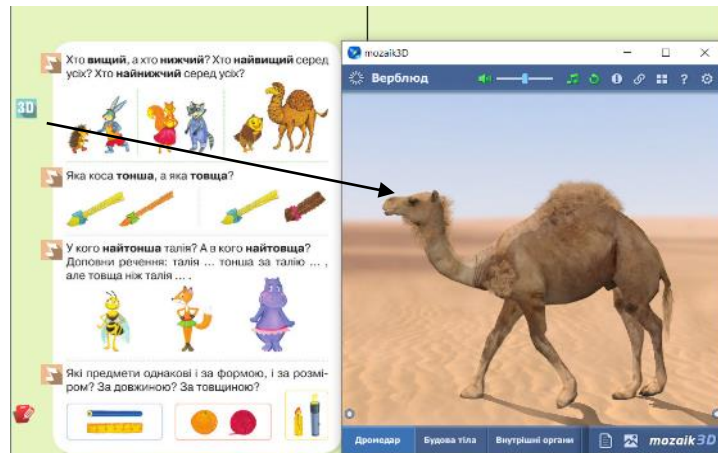 Хто вищий, а хто нижчий? Хто найвищий серед
усіх? Хто найнижчий серед усіх?
3D
Яка коса тонша, а яка товща?
У кого найтонша талія? А в кого найтовща?
Доповни речення: талія ... тонша за талію ... ,
але товща ніж талія ... .
Які предмети однакові і за формою, і за розмі-
ром? За довжиною? За товщиною?
mozaik3D
Верблюд
Дромедар
Будова тіла
Внутрішні органи
mozaik3D